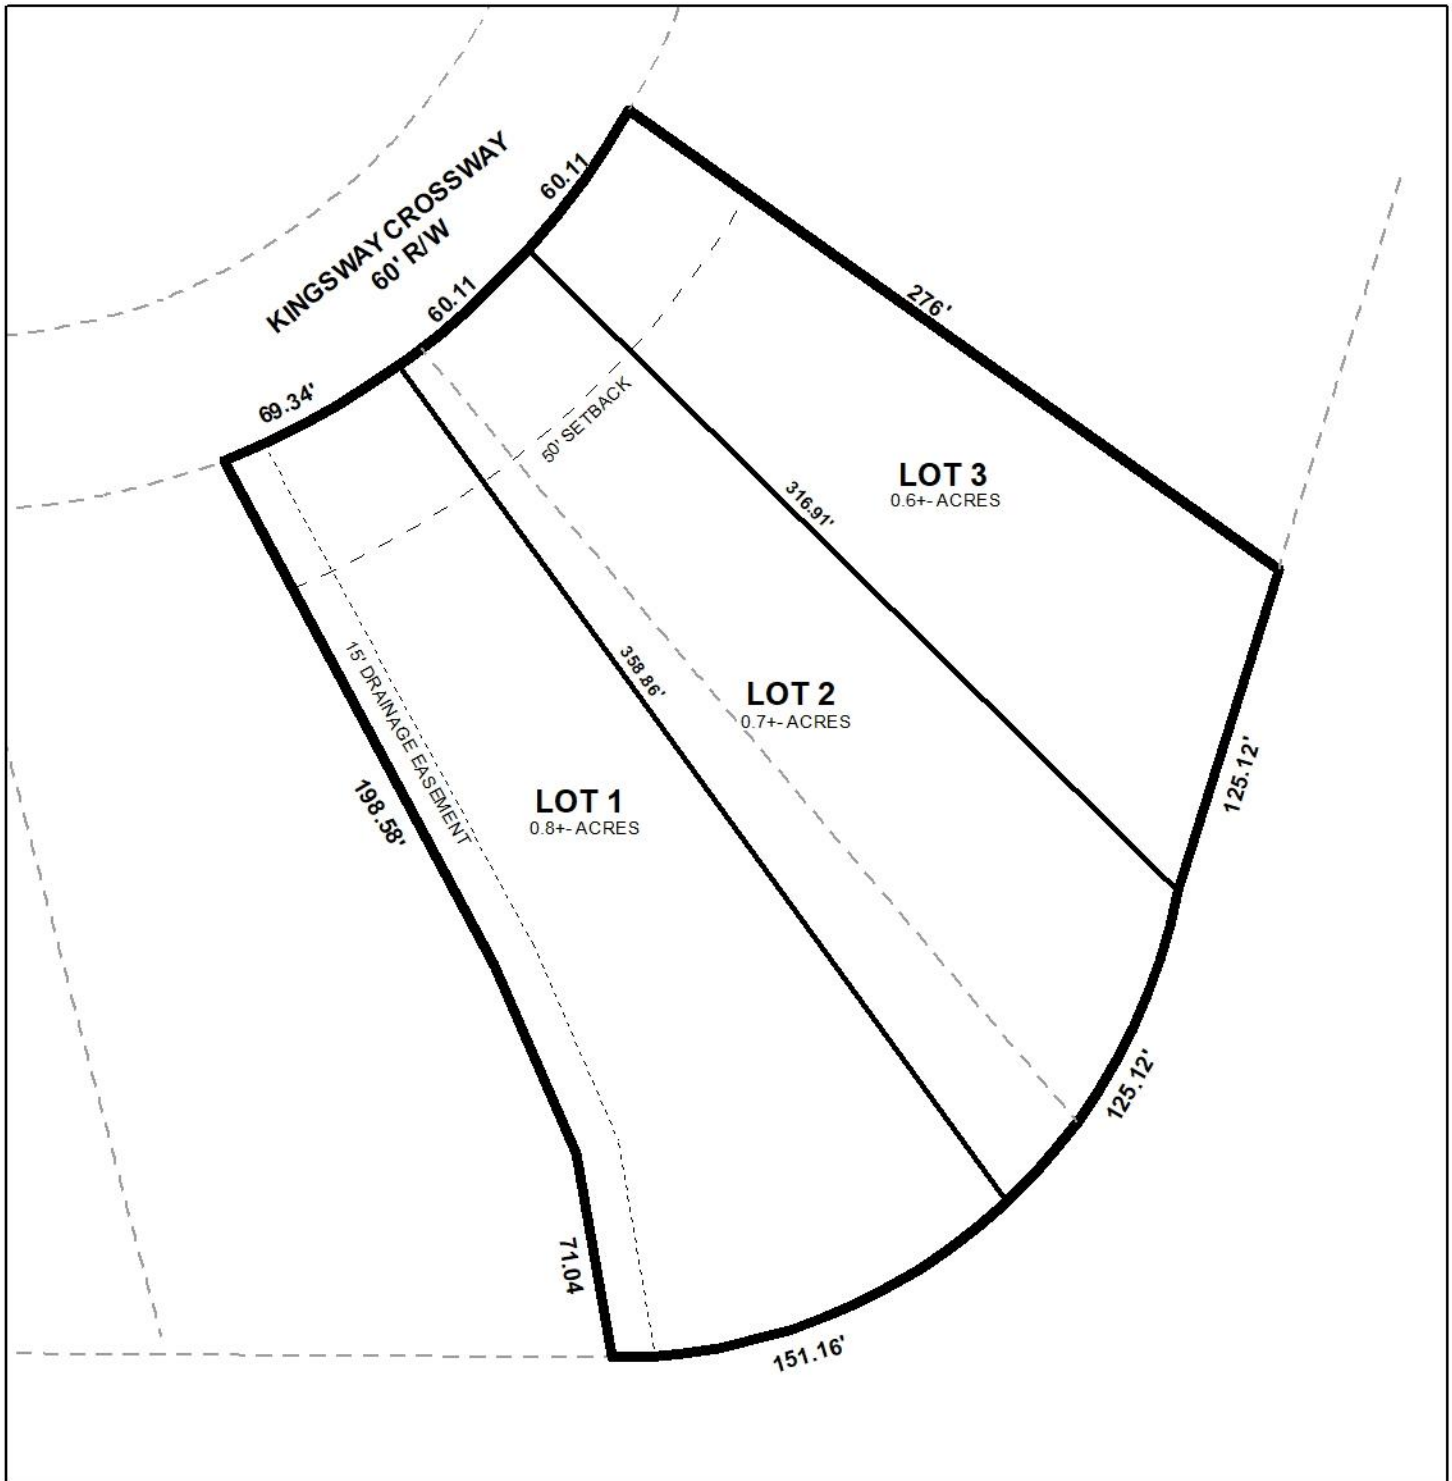 KINGSWAY CROSSWAY
60' R/W
60.11
60.11
69.34'
276'
50' SETBACK
LOT 3
0.6+- ACRES
316.91'
358.86'
LOT 2
0.7+- ACRES
15' DRAINAGE EASEMENT
LOT 1
0.8+- ACRES
198.58'
125.12'
125.12'
71.04
151.16'